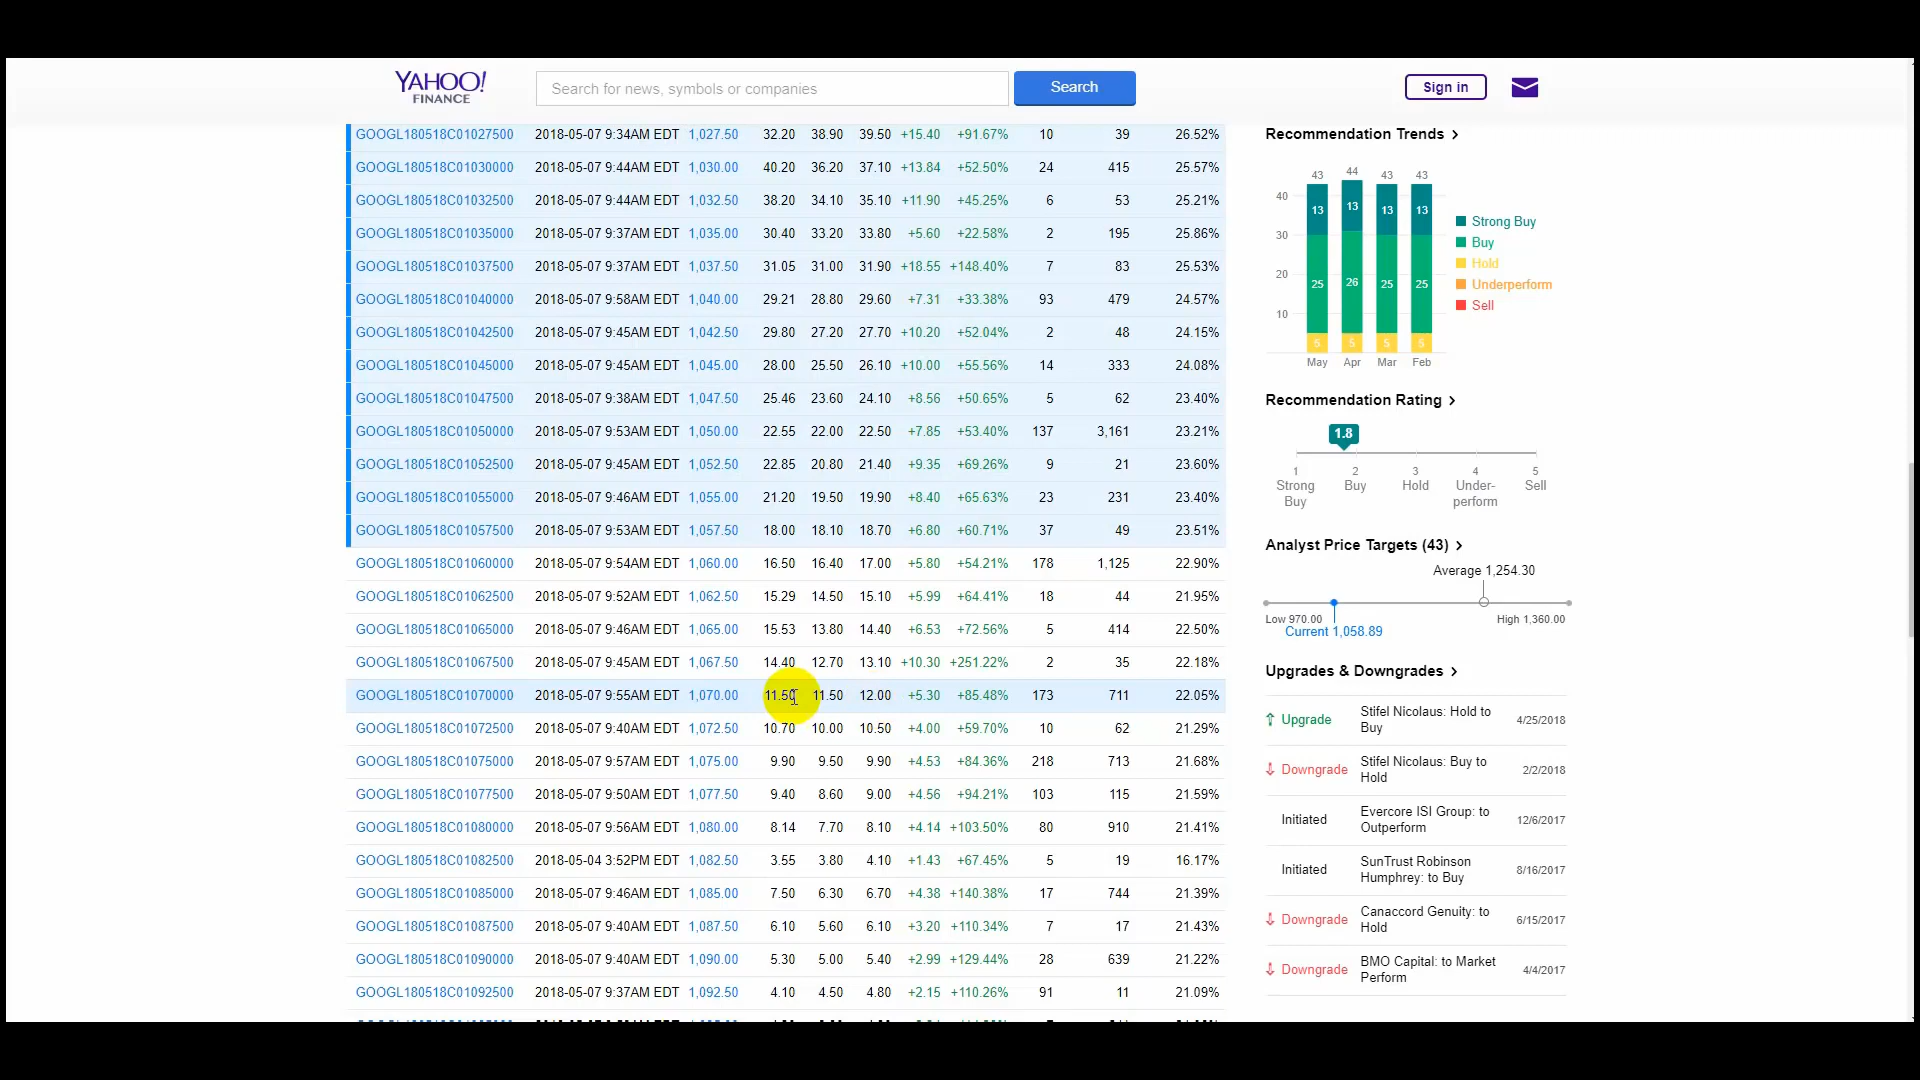 YAHOO!
FINANCE
Search for news, symbols or companies
Search
Sign in
GOOGL180518C01027500 2018-05-07 9:34AM EDT 1,027.50 32.20 38.90 39.50 +15.40 +91.67% 10 39 26.52%
GOOGL180518C01030000 2018-05-07 9:44AM EDT 1,030.00 40.20 36.20 37.10 +13.84 +52.50% 24 415 25.57%
GOOGL180518C01032500 2018-05-07 9:44AM EDT 1,032.50 38.20 34.10 35.10 +11.90 +45.25% 6 53 25.21%
GOOGL180518C01035000 2018-05-07 9:37AM EDT 1,035.00 30.40 33.20 33.80 +5.60 +22.58% 2 195 25.86%
GOOGL180518C01037500 2018-05-07 9:37AM EDT 1,037.50 31.05 31.00 31.90 +18.55 +148.40% 7 83 25.53%
GOOGL180518C01040000 2018-05-07 9:58AM EDT 1,040.00 29.21 28.80 29.60 +7.31 +33.38% 93 479 24.57%
GOOGL180518C01042500 2018-05-07 9:45AM EDT 1,042.50 29.80 27.20 27.70 +10.20 +52.04% 2 48 24.15%
GOOGL180518C01045000 2018-05-07 9:45AM EDT 1,045.00 28.00 25.50 26.10 +10.00 +55.56% 14 333 24.08%
GOOGL180518C01047500 2018-05-07 9:38AM EDT 1,047.50 25.46 23.60 24.10 +8.56 +50.65% 5 62 23.40%
GOOGL180518C01050000 2018-05-07 9:53AM EDT 1,050.00 22.55 22.00 22.50 +7.85 +53.40% 137 3,161 23.21%
GOOGL180518C01052500 2018-05-07 9:45AM EDT 1,052.50 22.85 20.80 21.40 +9.35 +69.26% 9 21 23.60%
GOOGL180518C01055000 2018-05-07 9:46AM EDT 1,055.00 21.20 19.50 19.90 +8.40 +65.63% 23 231 23.40%
GOOGL180518C01057500 2018-05-07 9:53AM EDT 1,057.50 18.00 18.10 18.70 +6.80 +60.71% 37 49 23.51%
GOOGL180518C01060000 2018-05-07 9:54AM EDT 1,060.00 16.50 16.40 17.00 +5.80 +54.21% 178 1,125 22.90%
GOOGL180518C01062500 2018-05-07 9:52AM EDT 1,062.50 15.29 14.50 15.10 +5.99 +64.41% 18 44 21.95%
GOOGL180518C01065000 2018-05-07 9:46AM EDT 1,065.00 15.53 13.80 14.40 +6.53 +72.56% 5 414 22.50%
GOOGL180518C01067500 2018-05-07 9:45AM EDT 1,067.50 14.40 12.70 13.10 +10.30 +251.22% 2 35 22.18%
GOOGL180518C01070000 2018-05-07 9:55AM EDT 1,070.00 11.50 11.50 12.00 +5.30 +85.48% 173 711 22.05%
GOOGL180518C01072500 2018-05-07 9:40AM EDT 1,072.50 10.70 10.00 10.50 +4.00 +59.70% 10 62 21.29%
GOOGL180518C01075000 2018-05-07 9:57AM EDT 1,075.00 9.90 9.50 9.90 +4.53 +84.36% 218 713 21.68%
GOOGL180518C01077500 2018-05-07 9:50AM EDT 1,077.50 9.40 8.60 9.00 +4.56 +94.21% 103 115 21.59%
GOOGL180518C01080000 2018-05-07 9:56AM EDT 1,080.00 8.14 7.70 8.10 +4.14 +103.50% 80 910 21.41%
GOOGL180518C01082500 2018-05-04 3:52PM EDT 1,082.50 3.55 3.80 4.10 +1.43 +67.45% 5 19 16.17%
GOOGL180518C01085000 2018-05-07 9:46AM EDT 1,085.00 7.50 6.30 6.70 +4.38 +140.38% 17 744 21.39%
GOOGL180518C01087500 2018-05-07 9:40AM EDT 1,087.50 6.10 5.60 6.10 +3.20 +110.34% 7 17 21.43%
GOOGL180518C01090000 2018-05-07 9:40AM EDT 1,090.00 5.30 5.00 5.40 +2.99 +129.44% 28 639 21.22%
GOOGL180518C01092500 2018-05-07 9:37AM EDT 1,092.50 4.10 4.50 4.80 +2.15 +110.26% 91 11 21.09%
Recommendation Trends
43 44 43 43
40
30
20
10
13 13 13 13
25 26 25 25
5 5 5 5
May Apr Mar Feb
Strong Buy
Buy
Hold
Underperform
Sell
Recommendation Rating
1.8
1 2 3 4 5
Strong Buy Buy Hold Under-perform Sell
Analyst Price Targets (43)
Average 1,254.30
Low 970.00 High 1,360.00
Current 1,058.89
Upgrades & Downgrades
Upgrade Stifel Nicolaus: Hold to Buy 4/25/2018
Downgrade Stifel Nicolaus: Buy to Hold 2/2/2018
Initiated Evercore ISI Group: to Outperform 12/6/2017
Initiated SunTrust Robinson Humphrey: to Buy 8/16/2017
Downgrade Canaccord Genuity: to Hold 6/15/2017
Downgrade BMO Capital: to Market Perform 4/4/2017